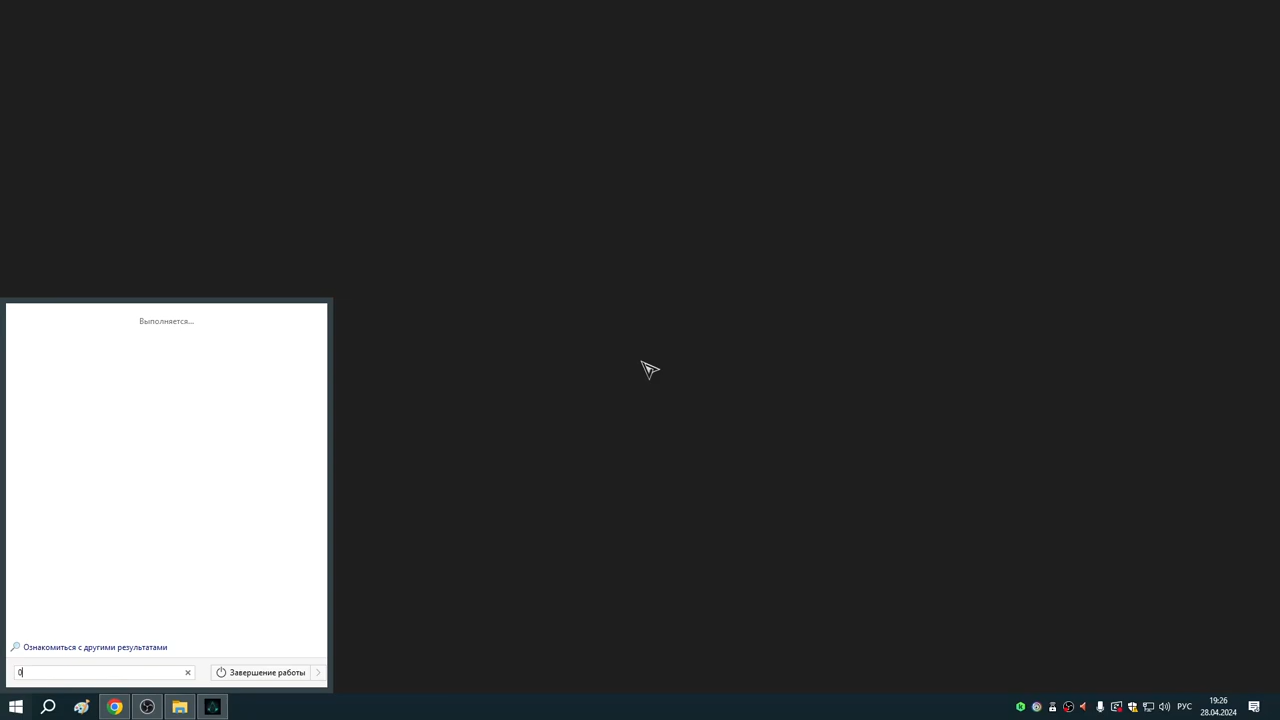 Выполняется...
Ознакомиться с другими результатами
0
Завершение работы
РУС
19:26
28.04.2024